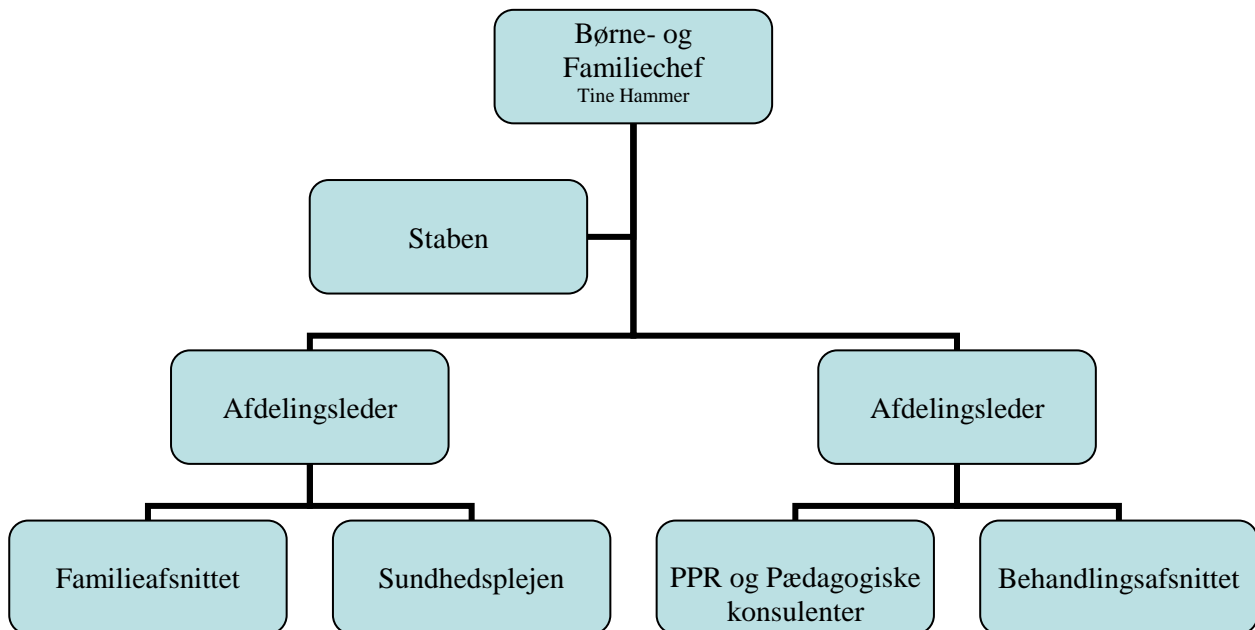 Børne- og
Familiechef
Tine Hammer
Staben
Afdelingsleder
Afdelingsleder
Familieafsnittet
Sundhedsplejen
PPR og Pædagogiske
konsulenter
Behandlingsafsnittet